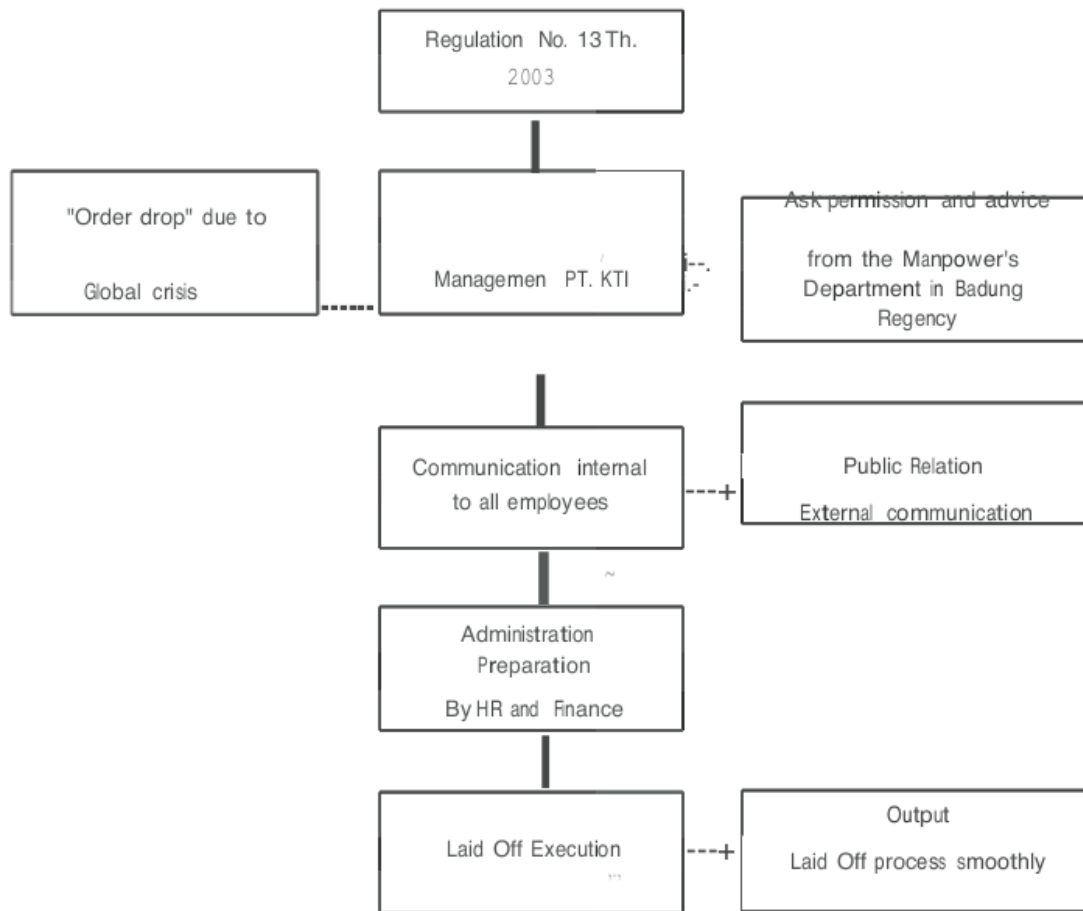 Regulation No. 13 Th.
2003
"Order drop" due to
Global crisis
Managemen PT. KTI
Ask permission and advice
from the Manpower's
Department in Badung
Regency
Communication internal
to all employees
Public Relation
External communication
Administration
Preparation
By HR and Finance
Laid Off Execution
Output
Laid Off process smoothly